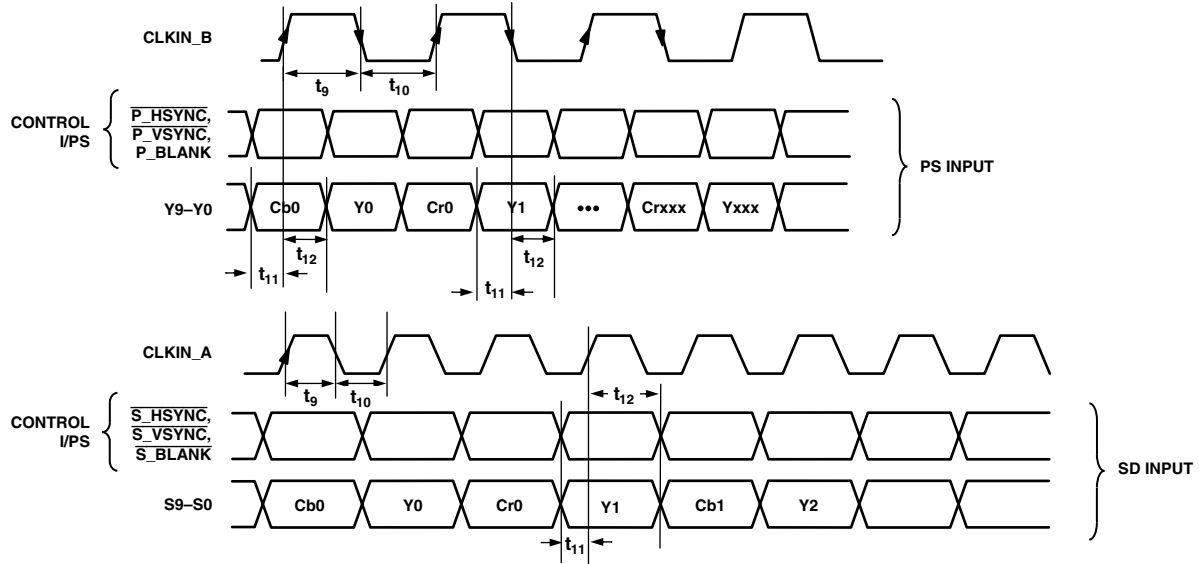 CLKIN_B
t9
t10
CONTROL
I/PS
P_HSYNC,
P_VSYNC,
P_BLANK
PS INPUT
Y9–Y0
Cb0
Y0
Cr0
Y1
•••
Crxxx
Yxxx
t12
t12
t11
t11
CLKIN_A
t9
t10
t12
CONTROL
I/PS
S_HSYNC,
S_VSYNC,
S_BLANK
SD INPUT
S9–S0
Cb0
Y0
Cr0
Y1
Cb1
Y2
t11